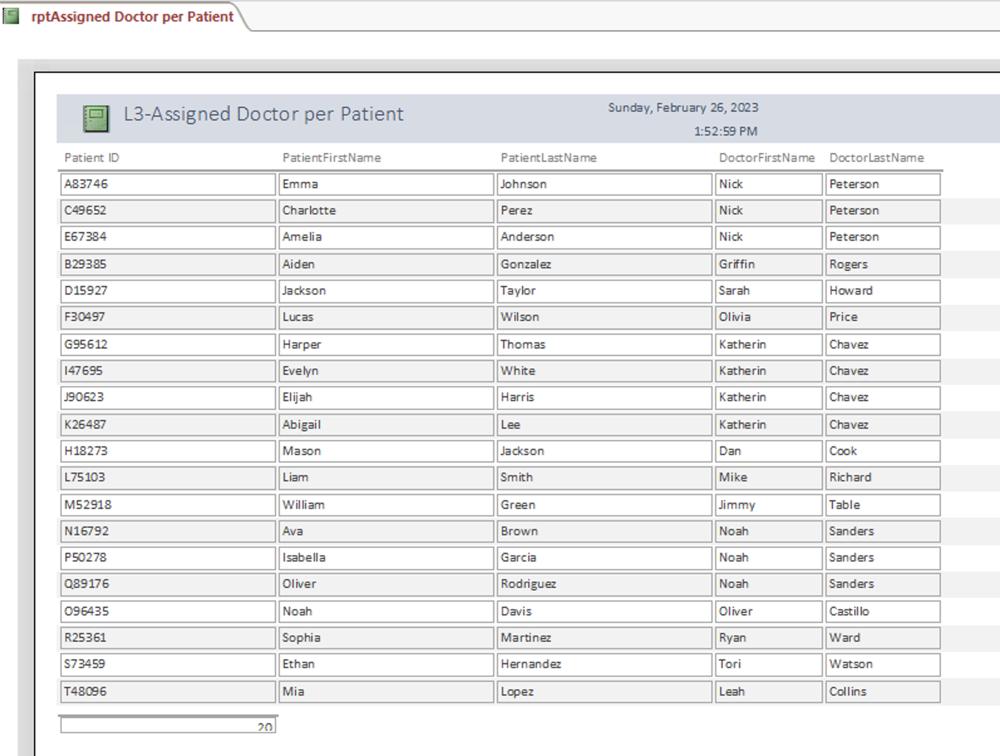 rptAssigned Doctor per Patient
L3-Assigned Doctor per Patient
Sunday, February 26, 2023
1:52:59 PM
Patient ID PatientFirstName PatientLastName DoctorFirstName DoctorLastName
A83746 Emma Johnson Nick Peterson
C49652 Charlotte Perez Nick Peterson
E67384 Amelia Anderson Nick Peterson
B29385 Aiden Gonzalez Griffin Rogers
D15927 Jackson Taylor Sarah Howard
F30497 Lucas Wilson Olivia Price
G95612 Harper Thomas Katherin Chavez
I47695 Evelyn White Katherin Chavez
J90623 Elijah Harris Katherin Chavez
K26487 Abigail Lee Katherin Chavez
H18273 Mason Jackson Dan Cook
L75103 Liam Smith Mike Richard
M52918 William Green Jimmy Table
N16792 Ava Brown Noah Sanders
P50278 Isabella Garcia Noah Sanders
Q89176 Oliver Rodriguez Noah Sanders
O96435 Noah Davis Oliver Castillo
R25361 Sophia Martinez Ryan Ward
S73459 Ethan Hernandez Tori Watson
T48096 Mia Lopez Leah Collins
20